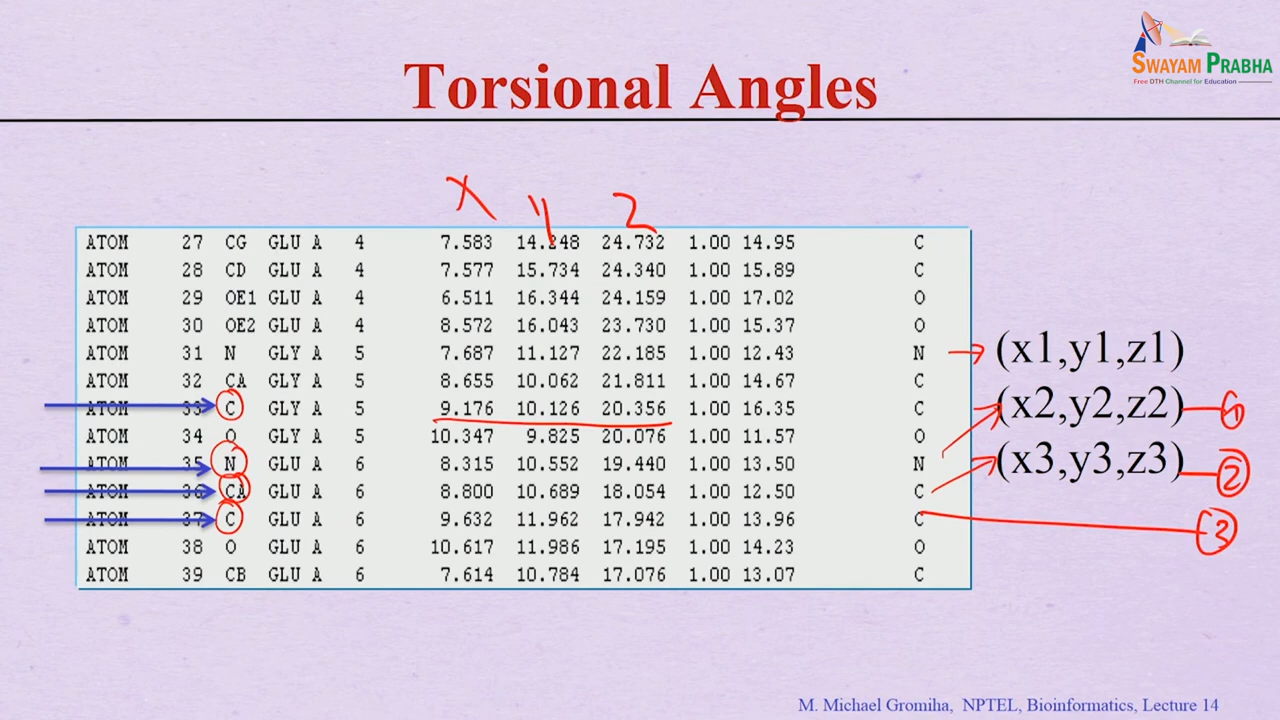 SWAYAM PRABHA
Free DTH Channel for Education
Torsional Angles
X Y Z
ATOM 27 CG GLU A 4 7.583 14.248 24.732 1.00 14.95 C
ATOM 28 CD GLU A 4 7.577 15.734 24.340 1.00 15.89 C
ATOM 29 OE1 GLU A 4 6.511 16.344 24.159 1.00 17.02 O
ATOM 30 OE2 GLU A 4 8.572 16.043 23.730 1.00 15.37 O
ATOM 31 N GLY A 5 7.687 11.127 22.185 1.00 12.43 N (x1,y1,z1)
ATOM 32 CA GLY A 5 8.655 10.062 21.811 1.00 14.67 C
ATOM 33 C GLY A 5 9.176 10.126 20.356 1.00 16.35 C (x2,y2,z2)
ATOM 34 O GLY A 5 10.347 9.825 20.076 1.00 11.57 O
ATOM 35 N GLU A 6 8.315 10.552 19.440 1.00 13.50 N (x3,y3,z3) 2
ATOM 36 CA GLU A 6 8.800 10.689 18.054 1.00 12.50 C
ATOM 37 C GLU A 6 9.632 11.962 17.942 1.00 13.96 C 3
ATOM 38 O GLU A 6 10.617 11.986 17.195 1.00 14.23 O
ATOM 39 CB GLU A 6 7.614 10.784 17.076 1.00 13.07 C
M. Michael Gromiha, NPTEL, Bioinformatics, Lecture 14